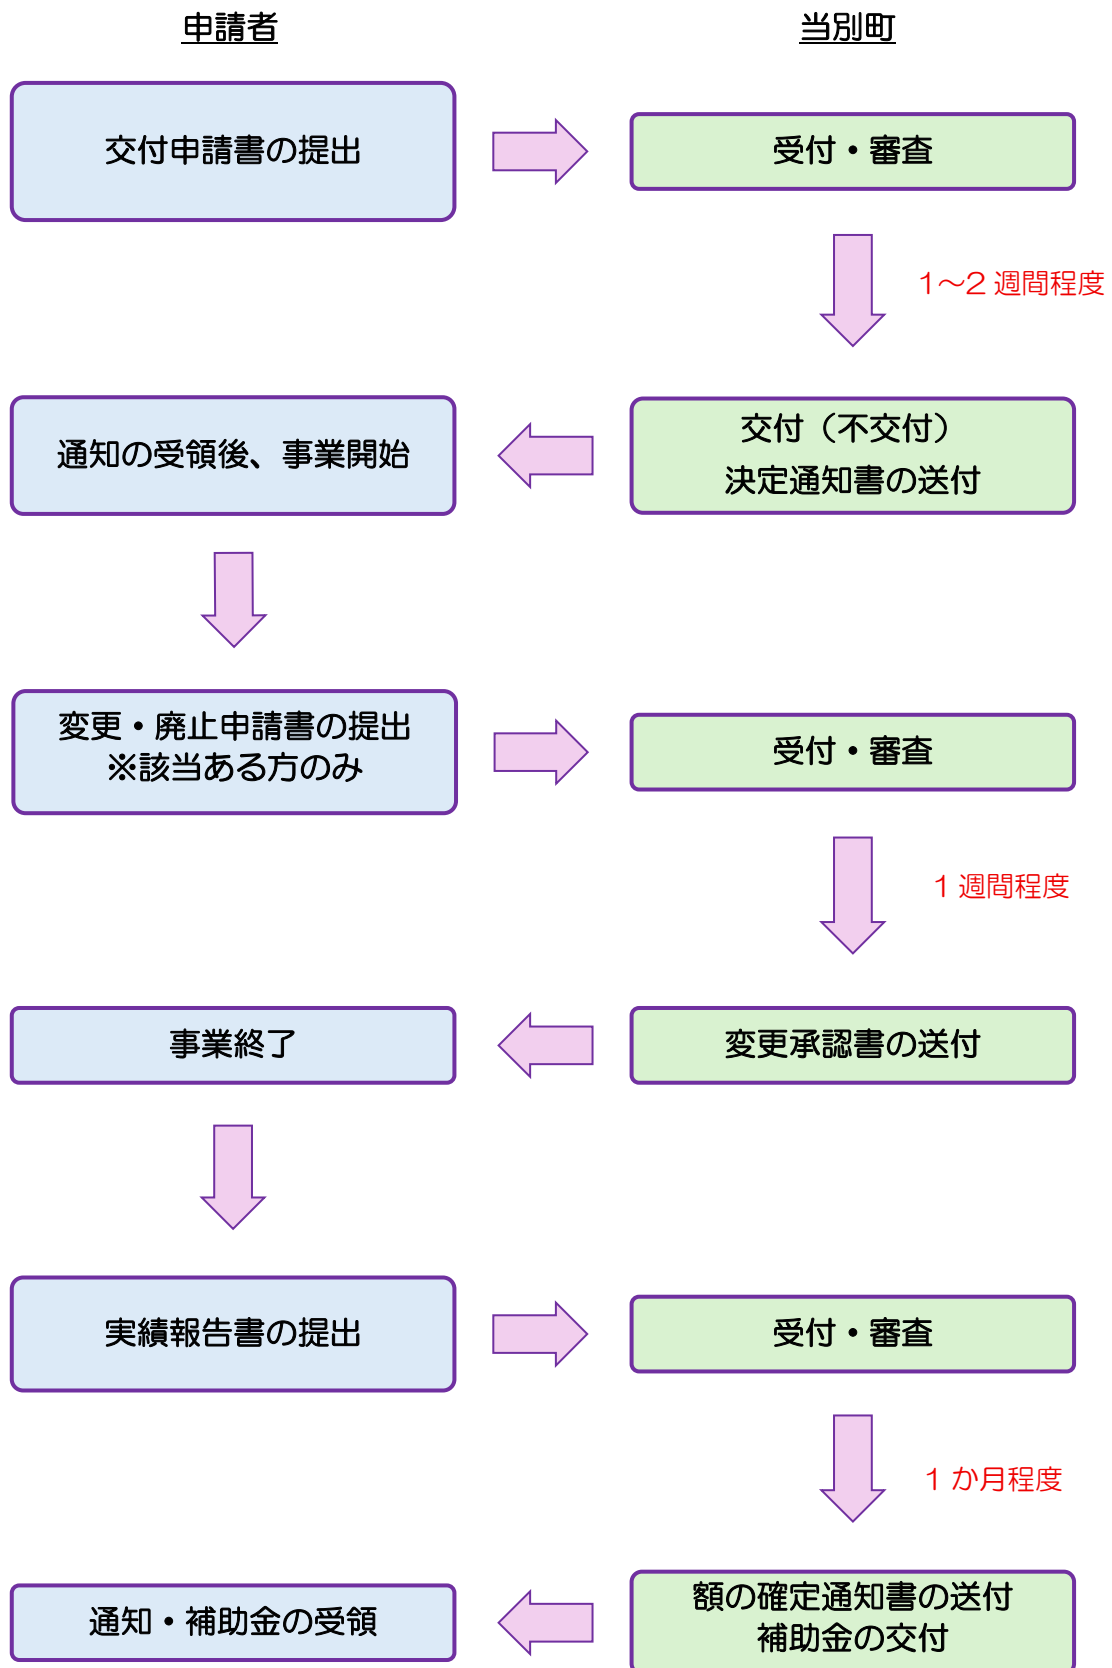 申請者
当別町
交付申請書の提出
受付・審査
1～2 週間程度
通知の受領後、事業開始
交付（不交付）
決定通知書の送付
変更・廃止申請書の提出
※該当ある方のみ
受付・審査
1 週間程度
事業終了
変更承認書の送付
実績報告書の提出
受付・審査
1 か月程度
通知・補助金の受領
額の確定通知書の送付
補助金の交付